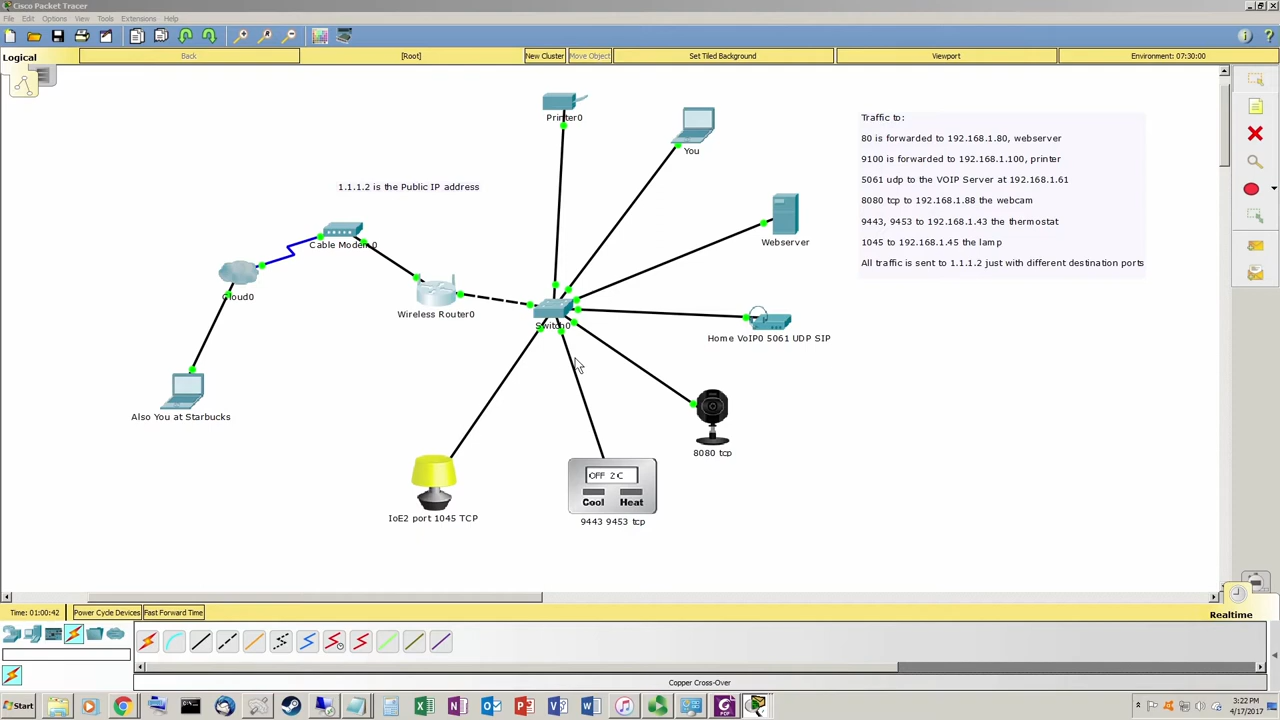 Cisco Packet Tracer
File Edit Options View Tools Extensions Help
Logical Back [Root] New Cluster Move Object Set Tiled Background Viewport Environment: 07:30:00
Printer0
You
Traffic to:
80 is forwarded to 192.168.1.80, webserver
9100 is forwarded to 192.168.1.100, printer
5061 udp to the VOIP Server at 192.168.1.61
8080 tcp to 192.168.1.88 the webcam
9443, 9453 to 192.168.1.43 the thermostat
1045 to 192.168.1.45 the lamp
All traffic is sent to 1.1.1.2 just with different destination ports
1.1.1.2 is the Public IP address
Webserver
Cable Modem0
Cloud0
Wireless Router0
Switch0
Home VoIP0 5061 UDP SIP
Also You at Starbucks
8080 tcp
OFF 2°C
Cool Heat
IoE2 port 1045 TCP
9443 9453 tcp
Time: 01:00:42 Power Cycle Devices Fast Forward Time
Realtime
Copper Cross-Over
Start
3:22 PM
4/17/2017